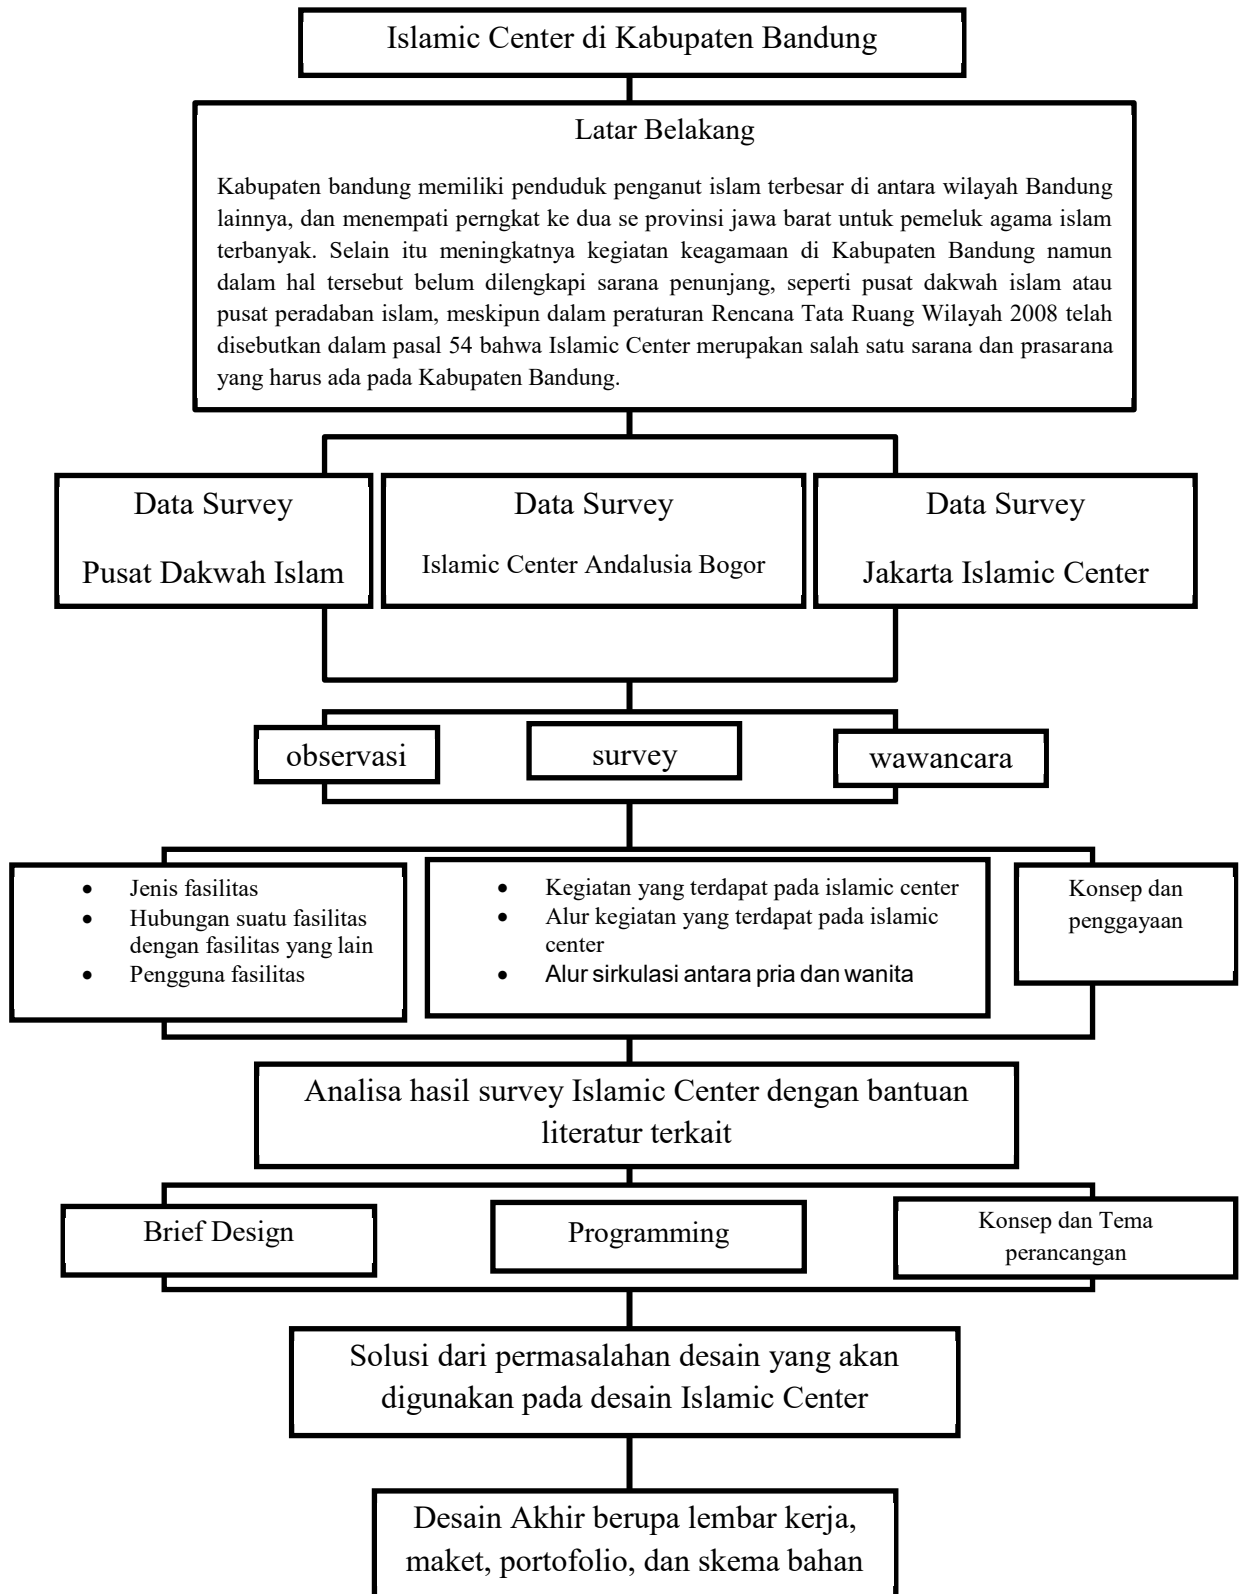 Islamic Center di Kabupaten Bandung
Latar Belakang
Kabupaten bandung memiliki penduduk penganut islam terbesar di antara wilayah Bandung
lainnya, dan menempati perngkat ke dua se provinsi jawa barat untuk pemeluk agama islam
terbanyak. Selain itu meningkatnya kegiatan keagamaan di Kabupaten Bandung namun
dalam hal tersebut belum dilengkapi sarana penunjang, seperti pusat dakwah islam atau
pusat peradaban islam, meskipun dalam peraturan Rencana Tata Ruang Wilayah 2008 telah
disebutkan dalam pasal 54 bahwa Islamic Center merupakan salah satu sarana dan prasarana
yang harus ada pada Kabupaten Bandung.
Data Survey
Pusat Dakwah Islam
Data Survey
Islamic Center Andalusia Bogor
Data Survey
Jakarta Islamic Center
observasi
survey
wawancara
• Jenis fasilitas
• Hubungan suatu fasilitas
dengan fasilitas yang lain
• Pengguna fasilitas
• Kegiatan yang terdapat pada islamic center
• Alur kegiatan yang terdapat pada islamic
center
• Alur sirkulasi antara pria dan wanita
Konsep dan
penggayaan
Analisa hasil survey Islamic Center dengan bantuan
literatur terkait
Brief Design
Programming
Konsep dan Tema
perancangan
Solusi dari permasalahan desain yang akan
digunakan pada desain Islamic Center
Desain Akhir berupa lembar kerja,
maket, portofolio, dan skema bahan